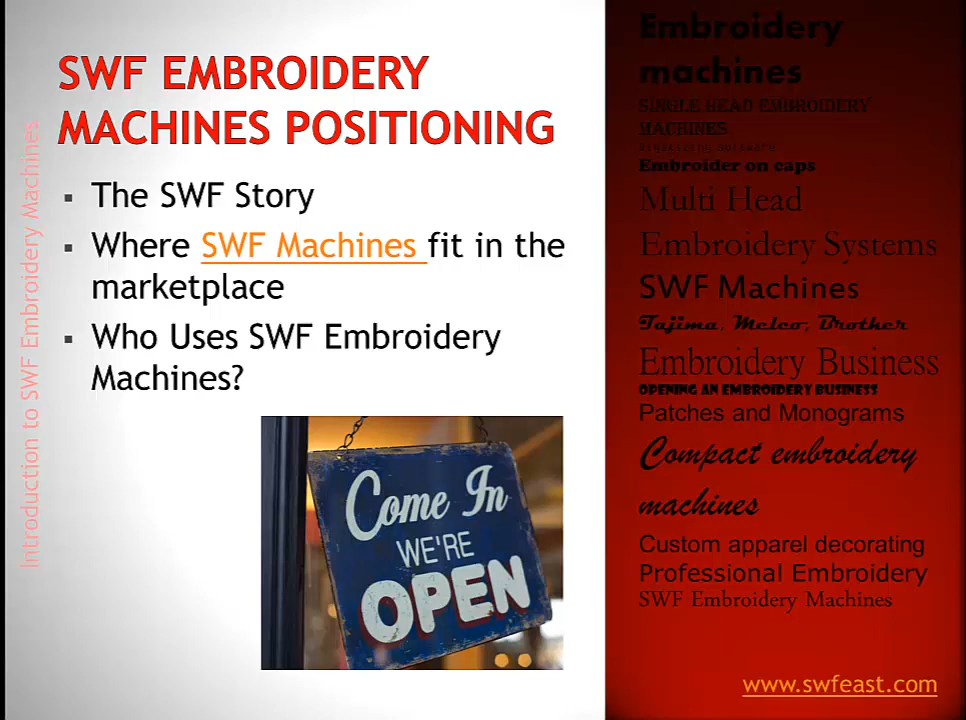 SWF EMBROIDERY
MACHINES POSITIONING
The SWF Story
Where SWF Machines fit in the
marketplace
Who Uses SWF Embroidery
Machines?
Come In
WE'RE
OPEN
Introduction to SWF Embroidery Machines
Embroidery
machines
SINGLE HEAD EMBROIDERY
MACHINES
Embroider on caps
Multi Head
Embroidery Systems
SWF Machines
Tajima, Melco, Brother
Embroidery Business
OPENING AN EMBROIDERY BUSINESS
Patches and Monograms
Compact embroidery
machines
Custom apparel decorating
Professional Embroidery
SWF Embroidery Machines
www.swfeast.com